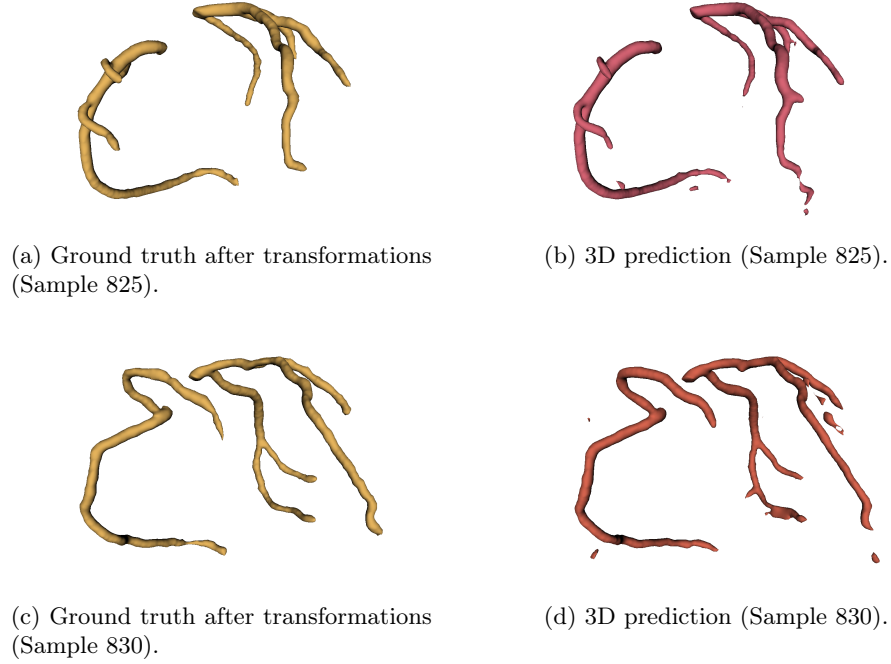 (a) Ground truth after transformations
(Sample 825).
(b) 3D prediction (Sample 825).
(c) Ground truth after transformations
(Sample 830).
(d) 3D prediction (Sample 830).